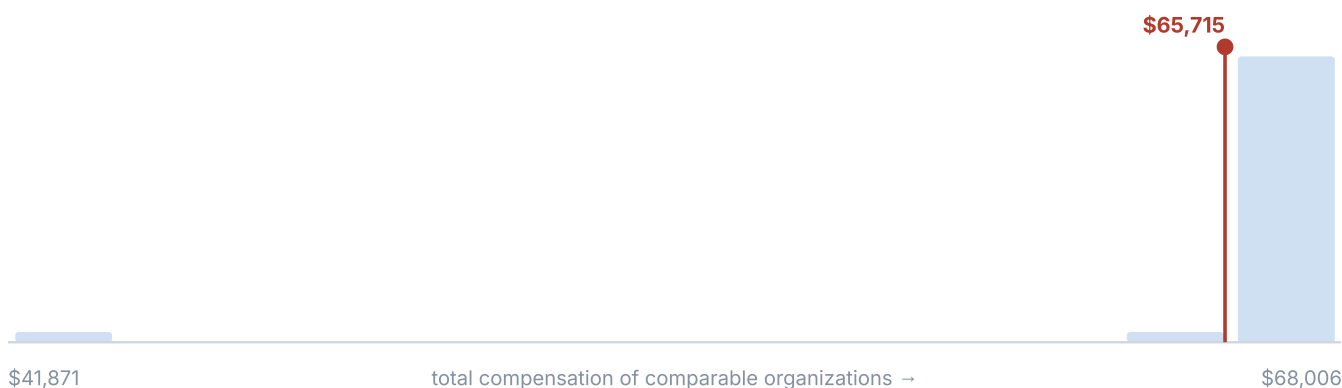 $65,715
$41,871 total compensation of comparable organizations → $68,006